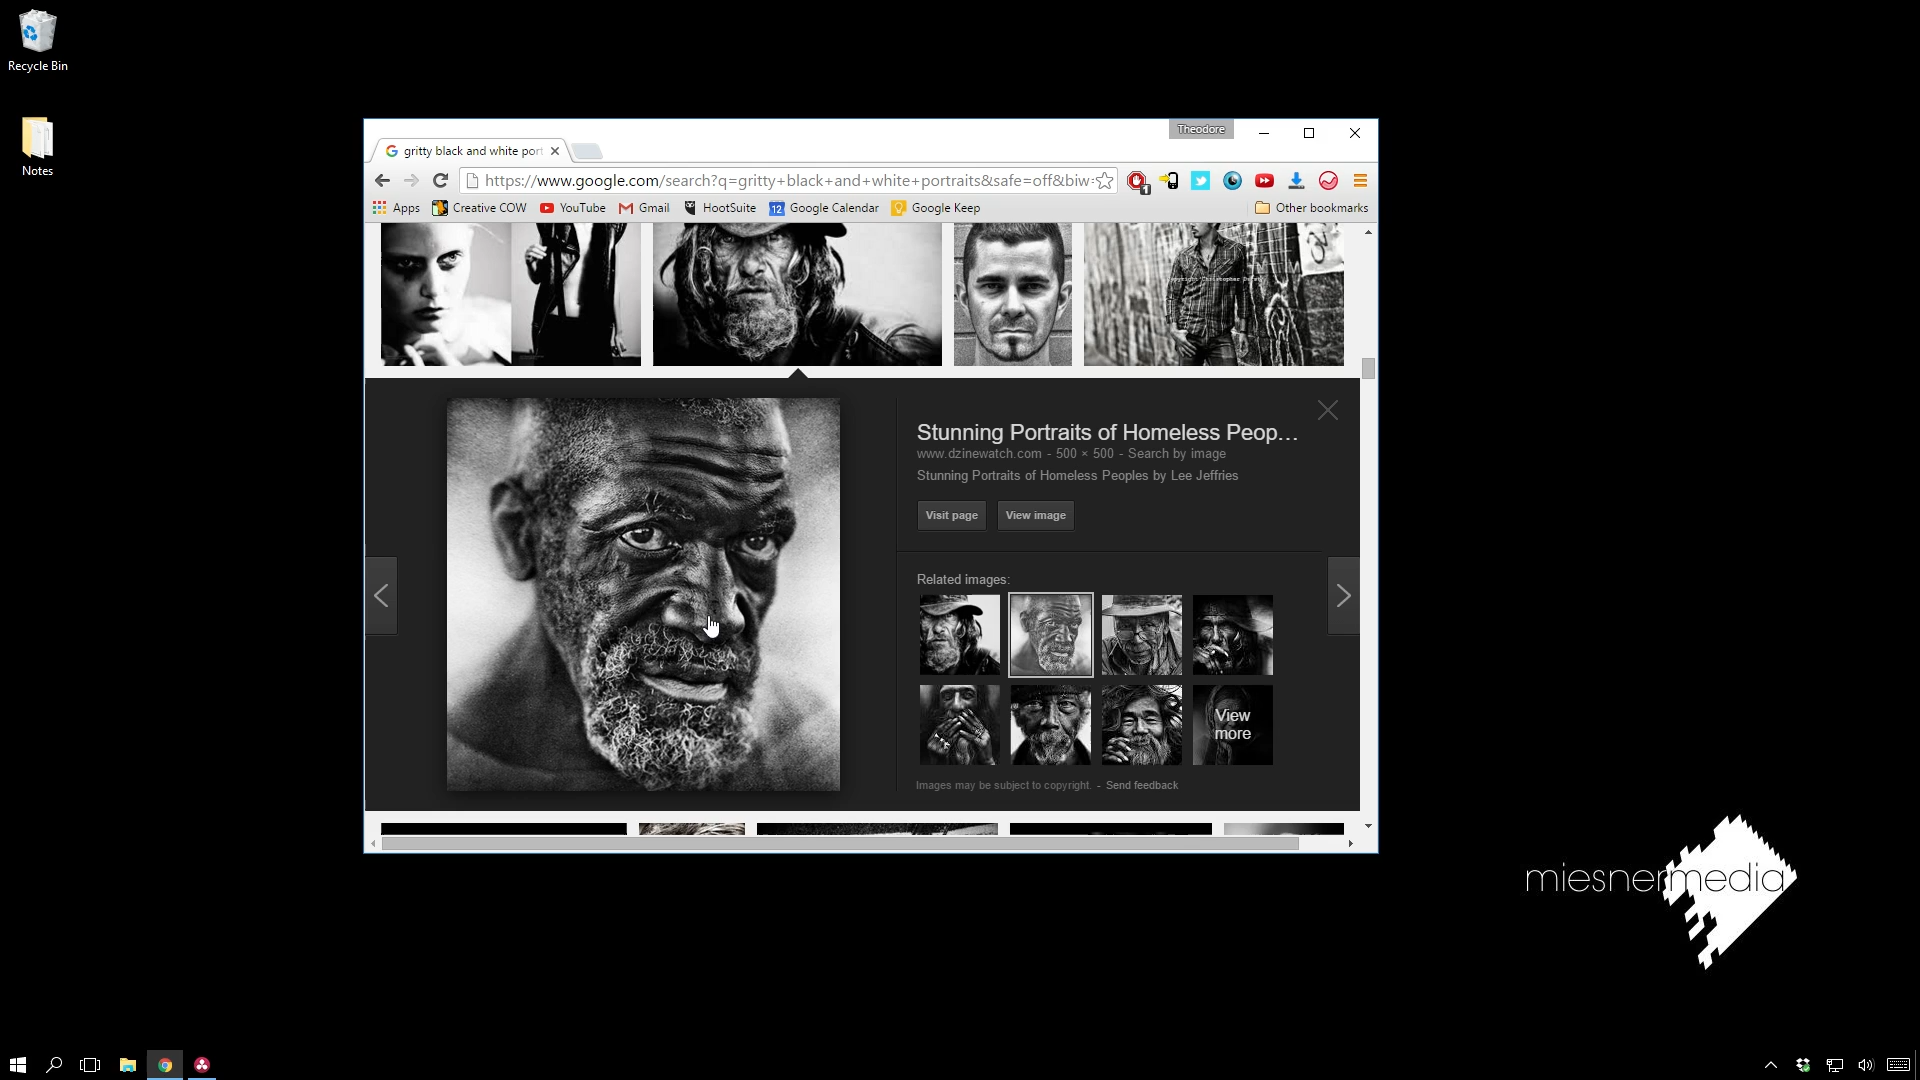 Recycle Bin
Notes
Theodore
gritty black and white port
https://www.google.com/search?q=gritty+black+and+white+portraits&safe=off&biw=
1
Apps
Creative COW
YouTube
Gmail
HootSuite
12
Google Calendar
Google Keep
Other bookmarks
Stunning Portraits of Homeless Peop...
www.dzinewatch.com - 500 × 500 - Search by image
Stunning Portraits of Homeless Peoples by Lee Jeffries
Visit page
View image
Related images:
View
more
Images may be subject to copyright. - Send feedback
miesnermedia